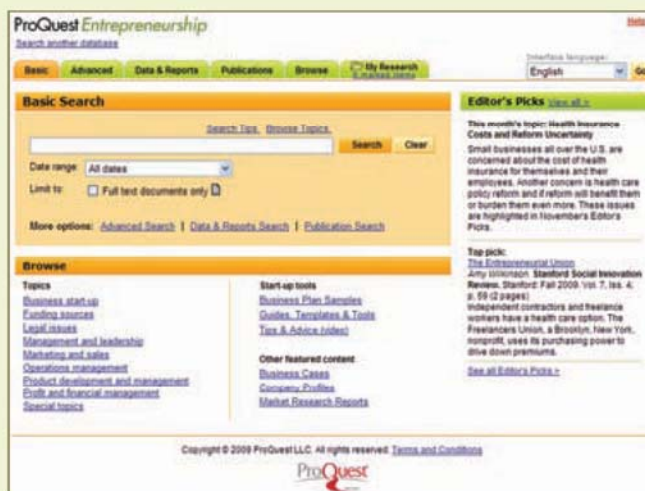 ProQuest Entrepreneurship
Help
Search another database
Basic Advanced Data & Reports Publications Browse My Research
Interface language:
English Go
Basic Search
Search Tips Browse Topics
Search Clear
Date range: All dates
Limit to: Full text documents only
More options: Advanced Search | Data & Reports Search | Publication Search
Browse
Topics
Business start-up
Funding sources
Legal issues
Management and leadership
Marketing and sales
Operations management
Product development and management
Profit and financial management
Special topics
Start-up tools
Business Plan Samples
Guides, Templates & Tools
Tips & Advice (video)
Other featured content
Business Cases
Company Profiles
Market Research Reports
Editor's Picks View all >
This month's topic: Health Insurance
Costs and Reform Uncertainty
Small businesses all over the U.S. are
concerned about the cost of health
insurance for themselves and their
employees. Another concern is health care
policy reform and if reform will benefit them
or burden them even more. These issues
are highlighted in November's Editor's
Picks.
Top pick:
The Entrepreneurial Union
Amy Wilkinson. Stanford Social Innovation
Review. Stanford: Fall 2009. Vol. 7, Iss. 4;
p. 59 (2 pages)
Independent contractors and freelance
workers have a health care option. The
Freelancers Union, a Brooklyn, New York,
nonprofit, uses its purchasing power to
drive down premiums.
See all Editor's Picks >
Copyright © 2009 ProQuest LLC. All rights reserved. Terms and Conditions
ProQuest